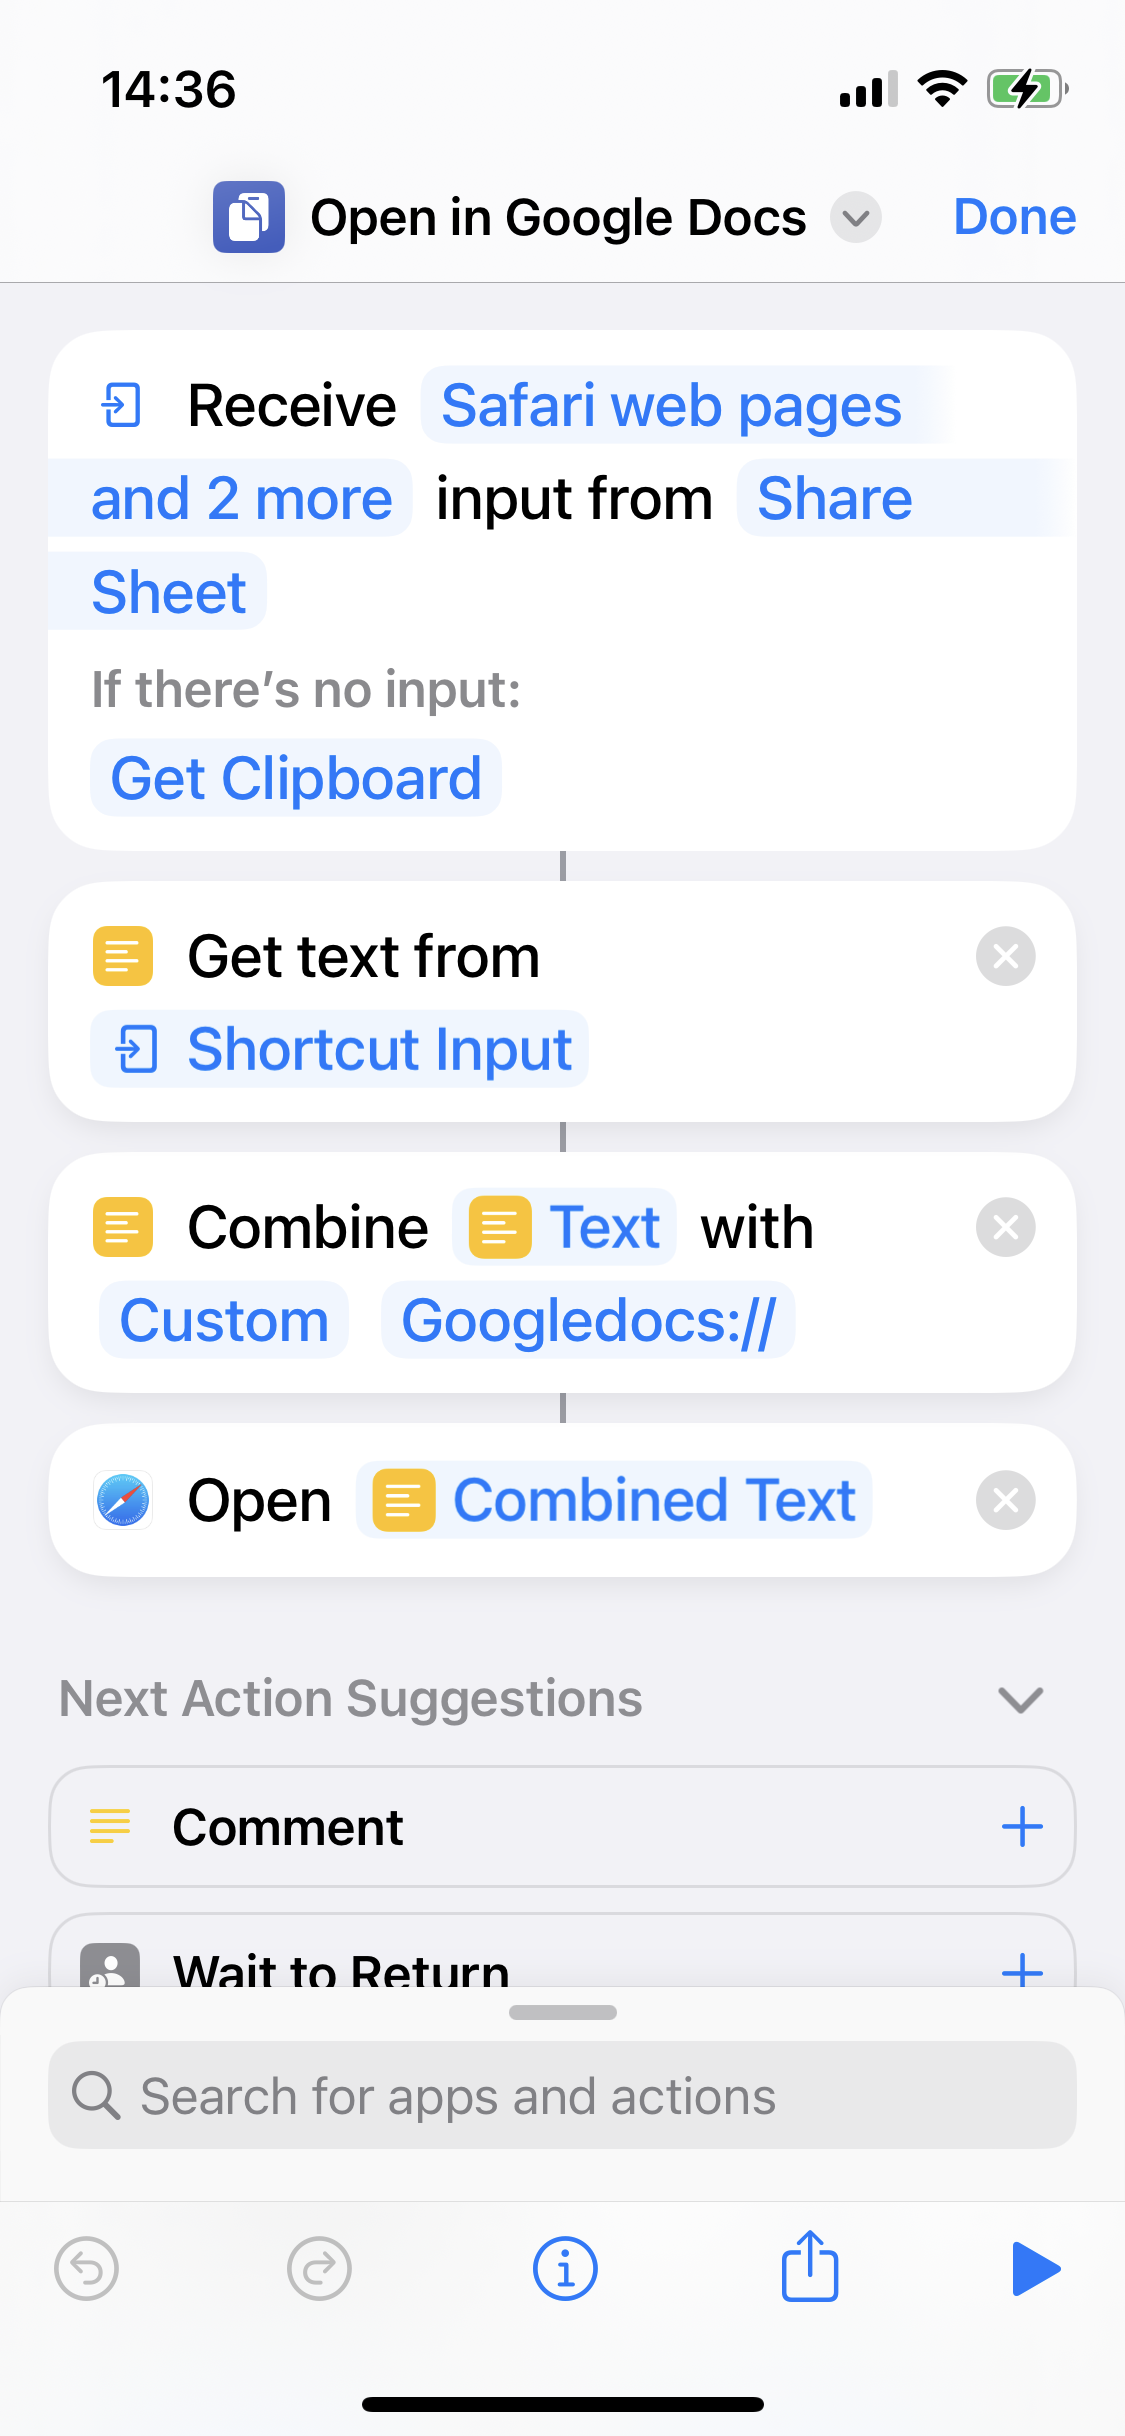 14:36
Open in Google Docs
Done
Receive Safari web pages
and 2 more input from Share
Sheet
If there's no input:
Get Clipboard
Get text from
Shortcut Input
Combine Text with
Custom Googledocs://
Open Combined Text
Next Action Suggestions
Comment
Wait to Return
Search for apps and actions